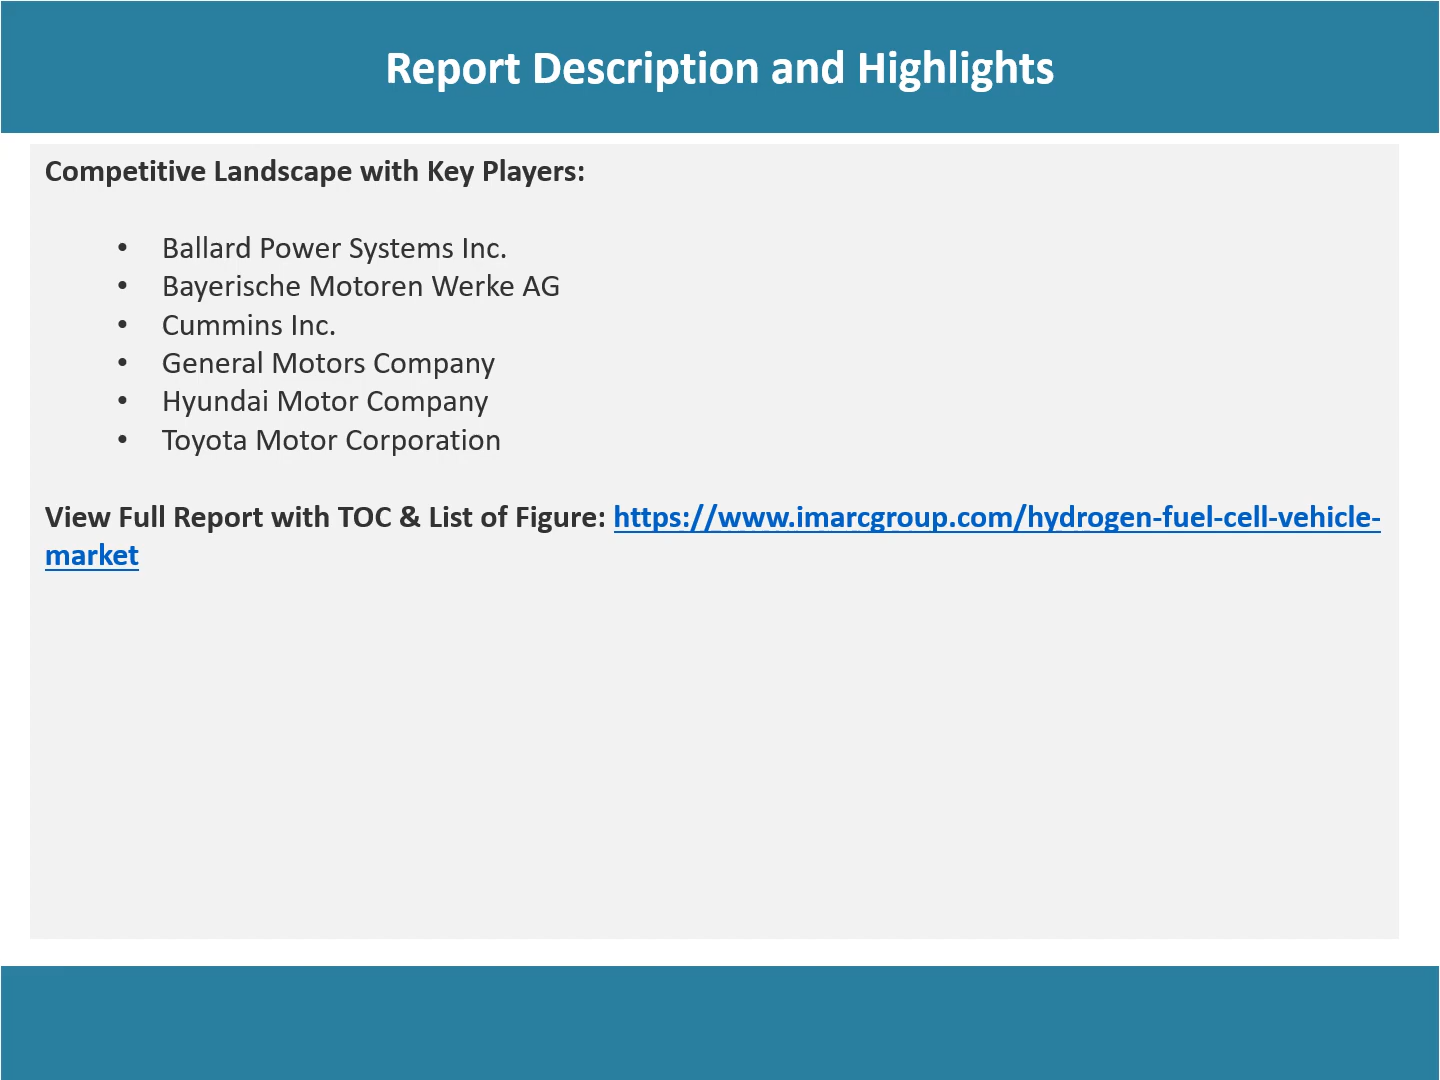 Report Description and Highlights
Competitive Landscape with Key Players:
• Ballard Power Systems Inc.
• Bayerische Motoren Werke AG
• Cummins Inc.
• General Motors Company
• Hyundai Motor Company
• Toyota Motor Corporation
View Full Report with TOC & List of Figure: https://www.imarcgroup.com/hydrogen-fuel-cell-vehicle-
market